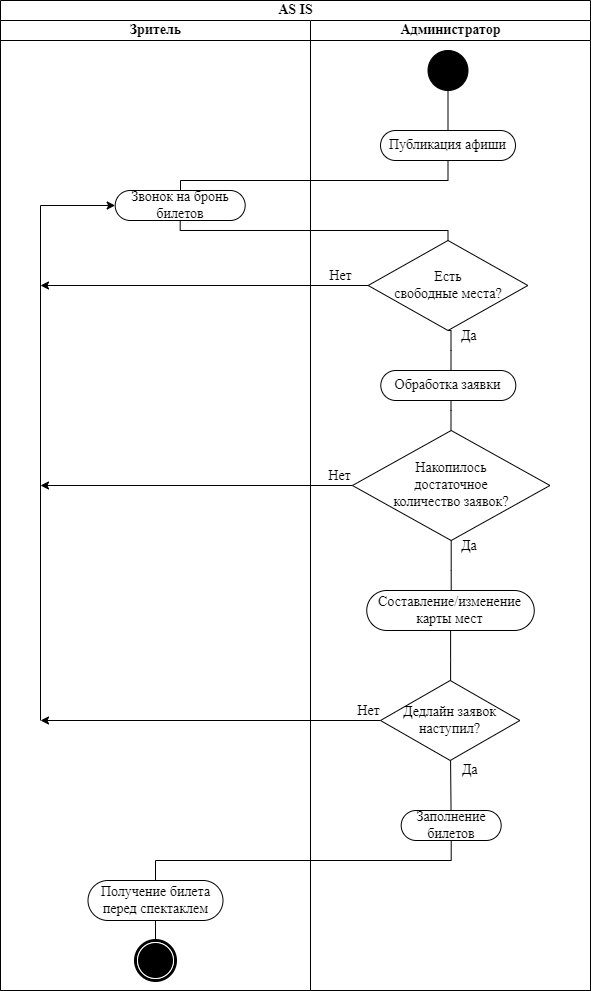 AS IS
Зритель
Администратор
Публикация афиши
Звонок на бронь
билетов
Нет
Есть
свободные места?
Да
Обработка заявки
Нет
Накопилось
достаточное
количество заявок?
Да
Составление/изменение
карты мест
Нет
Дедлайн заявок
наступил?
Да
Заполнение
билетов
Получение билета
перед спектаклем